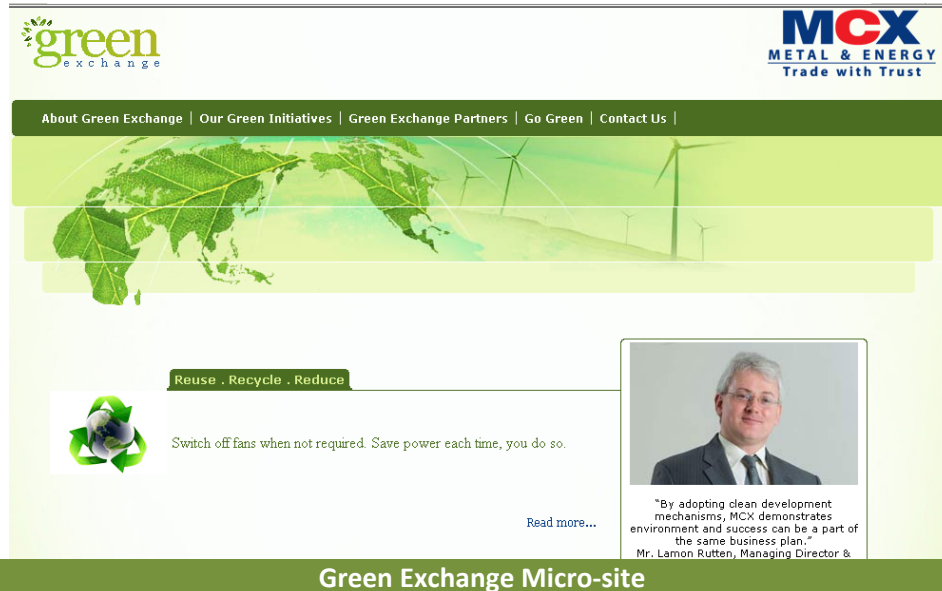 green
exchange
MCX
METAL & ENERGY
Trade with Trust
About Green Exchange | Our Green Initiatives | Green Exchange Partners | Go Green | Contact Us |
Reuse . Recycle . Reduce
Switch off fans when not required. Save power each time, you do so.
Read more...
"By adopting clean development
mechanisms, MCX demonstrates
environment and success can be a part of
the same business plan."
Mr. Lamon Rutten, Managing Director &
Green Exchange Micro-site